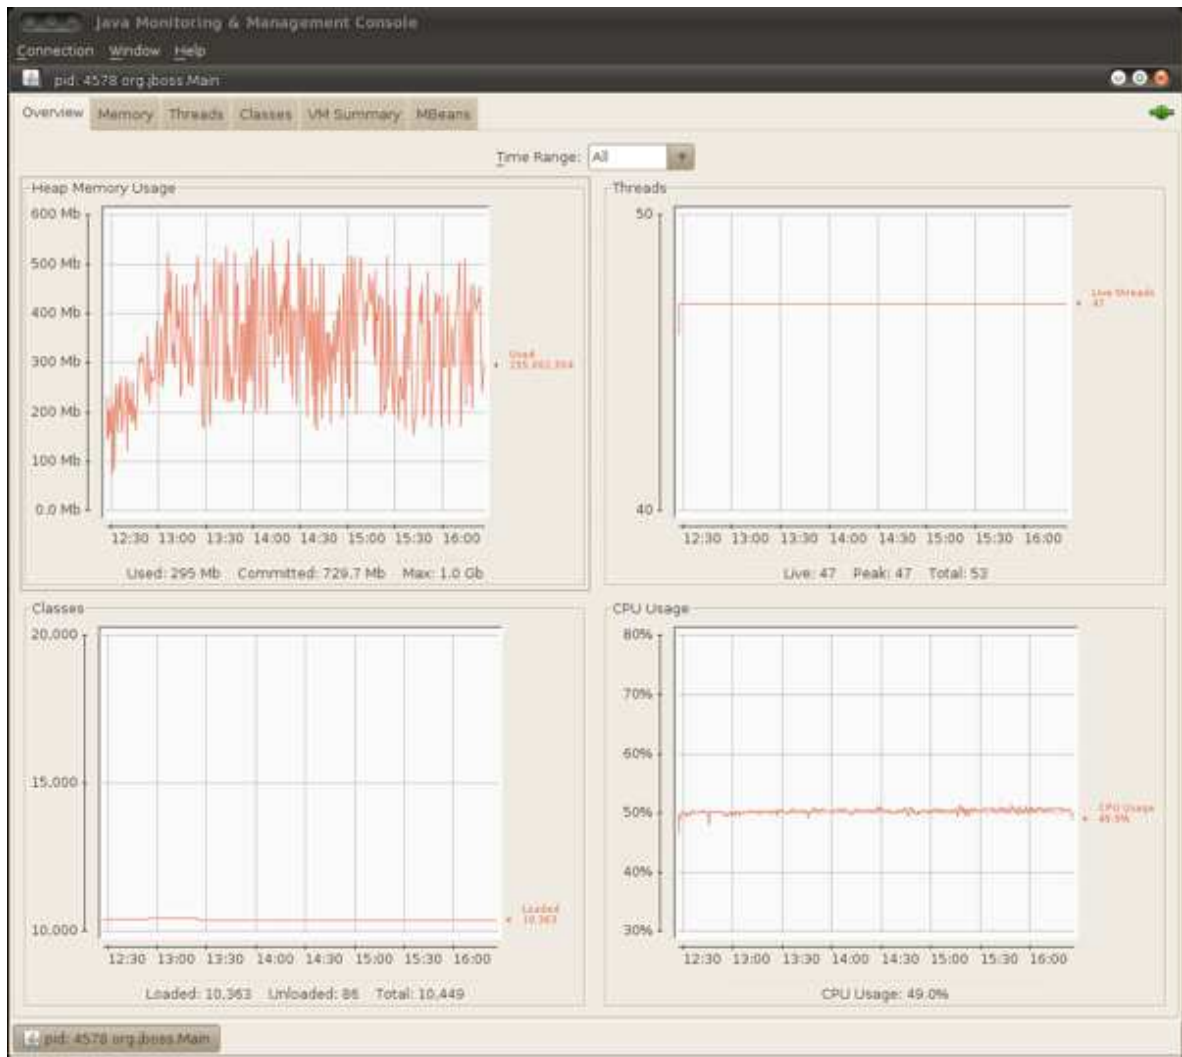 Java Monitoring & Management Console
Connection Window Help
pid: 4578 org.jboss.Main
Overview Memory Threads Classes VM Summary MBeans
Time Range: All
Heap Memory Usage
600 Mb
500 Mb
400 Mb
300 Mb
200 Mb
100 Mb
0.0 Mb
Used
12:30 13:00 13:30 14:00 14:30 15:00 15:30 16:00
Used: 295 Mb Committed: 729.7 Mb Max: 1.0 Gb
Threads
50
40
Live threads
47
12:30 13:00 13:30 14:00 14:30 15:00 15:30 16:00
Live: 47 Peak: 47 Total: 53
Classes
20.000
15.000
10.000
Loaded
10,363
12:30 13:00 13:30 14:00 14:30 15:00 15:30 16:00
Loaded: 10,363 Unloaded: 86 Total: 10,449
CPU Usage
80%
70%
60%
50%
40%
30%
CPU Usage
12:30 13:00 13:30 14:00 14:30 15:00 15:30 16:00
CPU Usage: 49.0%
pid: 4578 org.jboss.Main